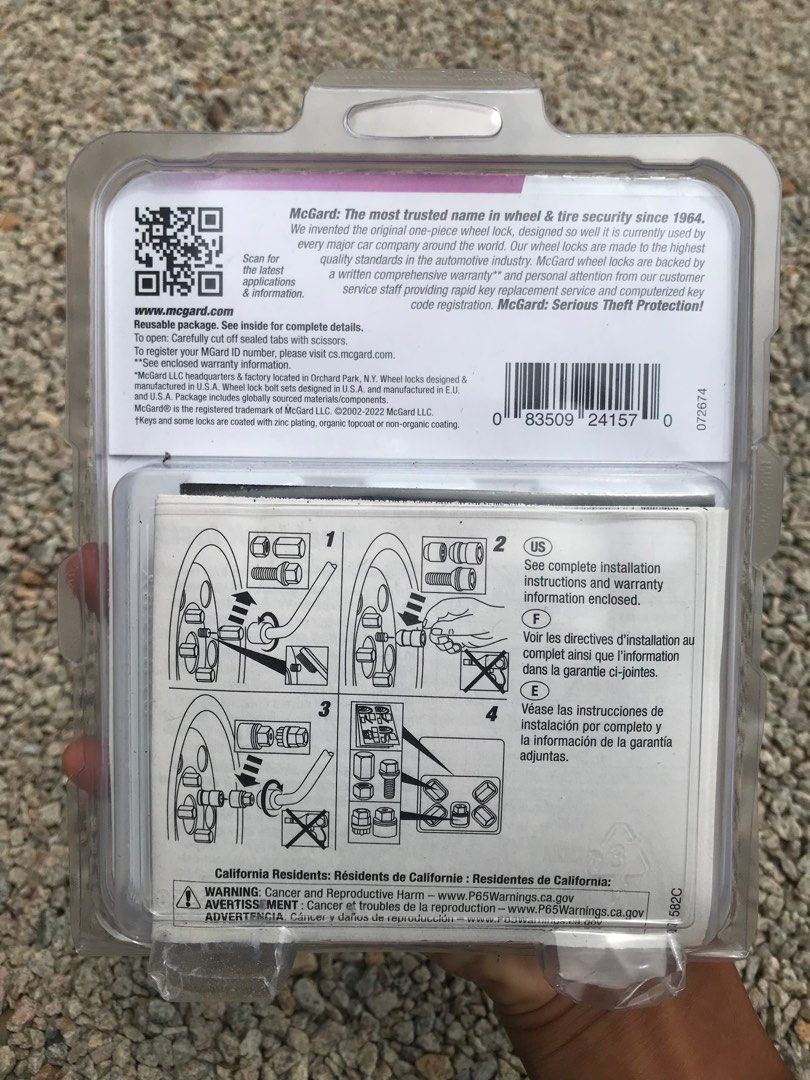 McGard: The most trusted name in wheel & tire security since 1964.
We invented the original one-piece wheel lock, designed so well it is currently used by
every major car company around the world. Our wheel locks are made to the highest
quality standards in the automotive industry. McGard wheel locks are backed by
a written comprehensive warranty** and personal attention from our customer
service staff providing rapid key replacement service and computerized key
code registration. McGard: Serious Theft Protection!
Scan for
the latest
applications
& information.
www.mcgard.com
Reusable package. See inside for complete details.
To open: Carefully cut off sealed tabs with scissors.
To register your MGard ID number, please visit cs.mcgard.com.
**See enclosed warranty information.
*McGard LLC headquarters & factory located in Orchard Park, N.Y. Wheel locks designed &
manufactured in U.S.A. Wheel lock bolt sets designed in U.S.A. and manufactured in E.U.
and U.S.A. Package includes globally sourced materials/components.
McGard® is the registered trademark of McGard LLC. ©2002-2022 McGard LLC.
†Keys and some locks are coated with zinc plating, organic topcoat or non-organic coating.
0 83509 24157 0
072674
1
2
3
4
US
See complete installation
instructions and warranty
information enclosed.
F
Voir les directives d'installation au
complet ainsi que l'information
dans la garantie ci-jointes.
E
Véase las instrucciones de
instalación por completo y
la información de la garantía
adjuntas.
California Residents: Résidents de Californie : Residentes de California:
WARNING: Cancer and Reproductive Harm – www.P65Warnings.ca.gov
AVERTISSEMENT : Cancer et troubles de la reproduction – www.P65Warnings.ca.gov
ADVERTENCIA: Cáncer y daños de reproducción – www.P65Warnings.ca.gov
582C